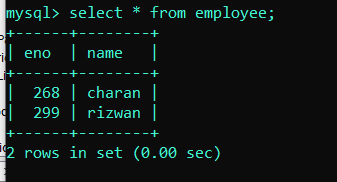 mysql> select * from employee;
+------+---------+
| eno  | name    |
+------+---------+
|  268 | charan  |
|  299 | rizwan  |
+------+---------+
2 rows in set (0.00 sec)